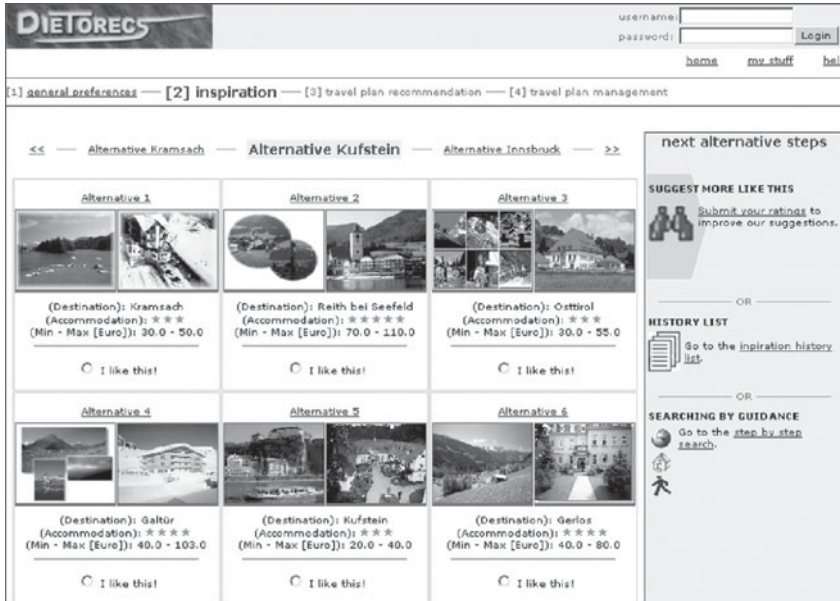 DIETORECS
username:
password:
Login
home my stuff hel
[1] general preferences — [2] inspiration — [3] travel plan recommendation — [4] travel plan management
<< — Alternative Kramsach — Alternative Kufstein — Alternative Innsbruck — >>
Alternative 1
(Destination): Kramsach
(Accommodation): ★★★
(Min - Max [Euro]): 30.0 - 50.0
I like this!
Alternative 2
(Destination): Reith bei Seefeld
(Accommodation): ★★★★★
(Min - Max [Euro]): 70.0 - 110.0
I like this!
Alternative 3
(Destination): Osttirol
(Accommodation): ★★★
(Min - Max [Euro]): 30.0 - 55.0
I like this!
Alternative 4
(Destination): Galtür
(Accommodation): ★★★★
(Min - Max [Euro]): 40.0 - 103.0
I like this!
Alternative 5
(Destination): Kufstein
(Accommodation): ★★★★
(Min - Max [Euro]): 20.0 - 40.0
I like this!
Alternative 6
(Destination): Gerlos
(Accommodation): ★★★★
(Min - Max [Euro]): 40.0 - 80.0
I like this!
next alternative steps
SUGGEST MORE LIKE THIS
Submit your ratings to
improve our suggestions.
OR
HISTORY LIST
Go to the inpiration history
list.
OR
SEARCHING BY GUIDANCE
Go to the step by step
search.